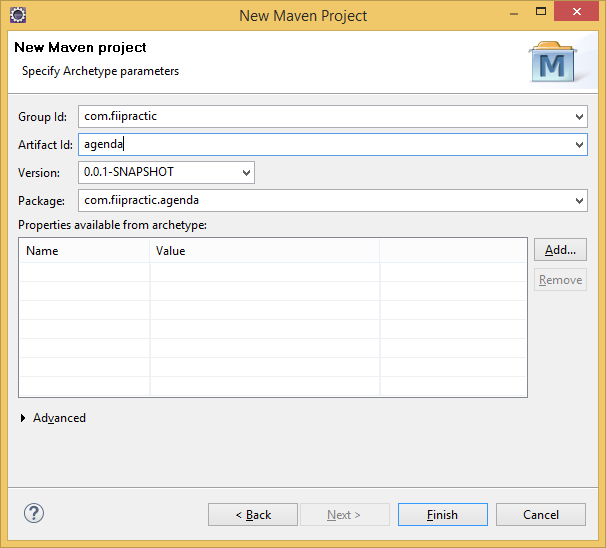 New Maven Project
New Maven project
Specify Archetype parameters
M
Group Id: com.fiipractic
Artifact Id: agenda
Version: 0.0.1-SNAPSHOT
Package: com.fiipractic.agenda
Properties available from archetype:
Name Value
Add...
Remove
Advanced
? < Back Next > Finish Cancel